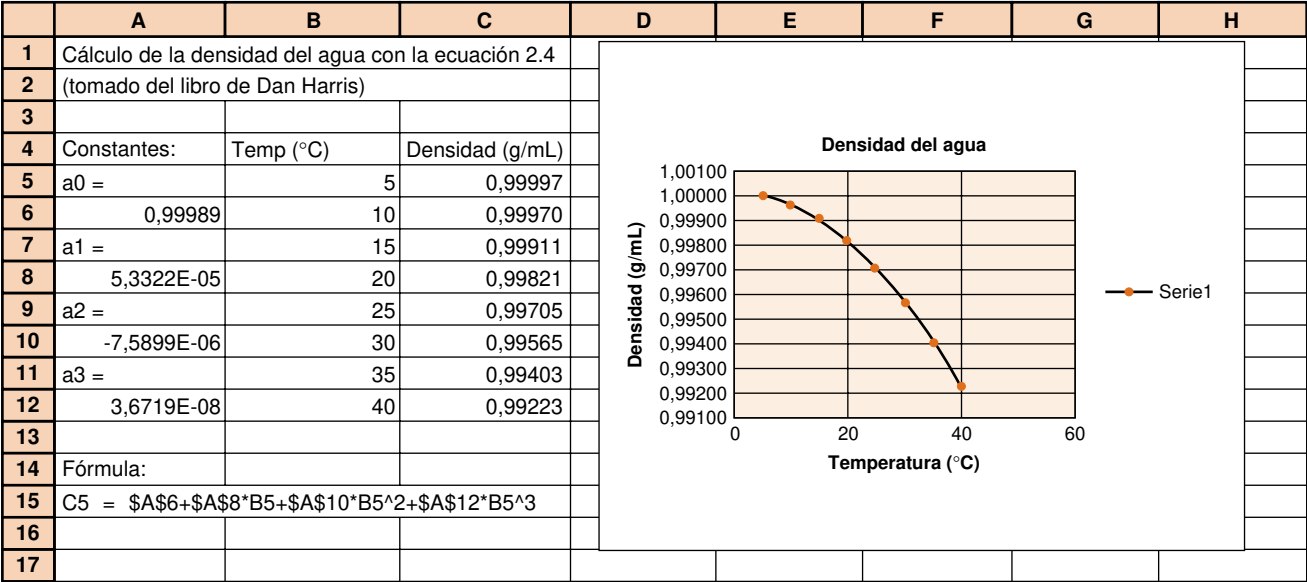 A B C D E F G H
1 Cálculo de la densidad del agua con la ecuación 2.4
2 (tomado del libro de Dan Harris)
3
4 Constantes: Temp (°C) Densidad (g/mL)
5 a0 = 5 0,99997
6 0,99989 10 0,99970
7 a1 = 15 0,99911
8 5,3322E-05 20 0,99821
9 a2 = 25 0,99705
10 -7,5899E-06 30 0,99565
11 a3 = 35 0,99403
12 3,6719E-08 40 0,99223
13
14 Fórmula:
15 C5 = $A$6+$A$8*B5+$A$10*B5^2+$A$12*B5^3
16
17
Densidad del agua
Densidad (g/mL)
1,00100
1,00000
0,99900
0,99800
0,99700
0,99600
0,99500
0,99400
0,99300
0,99200
0,99100
0 20 40 60
Temperatura (°C)
Serie1